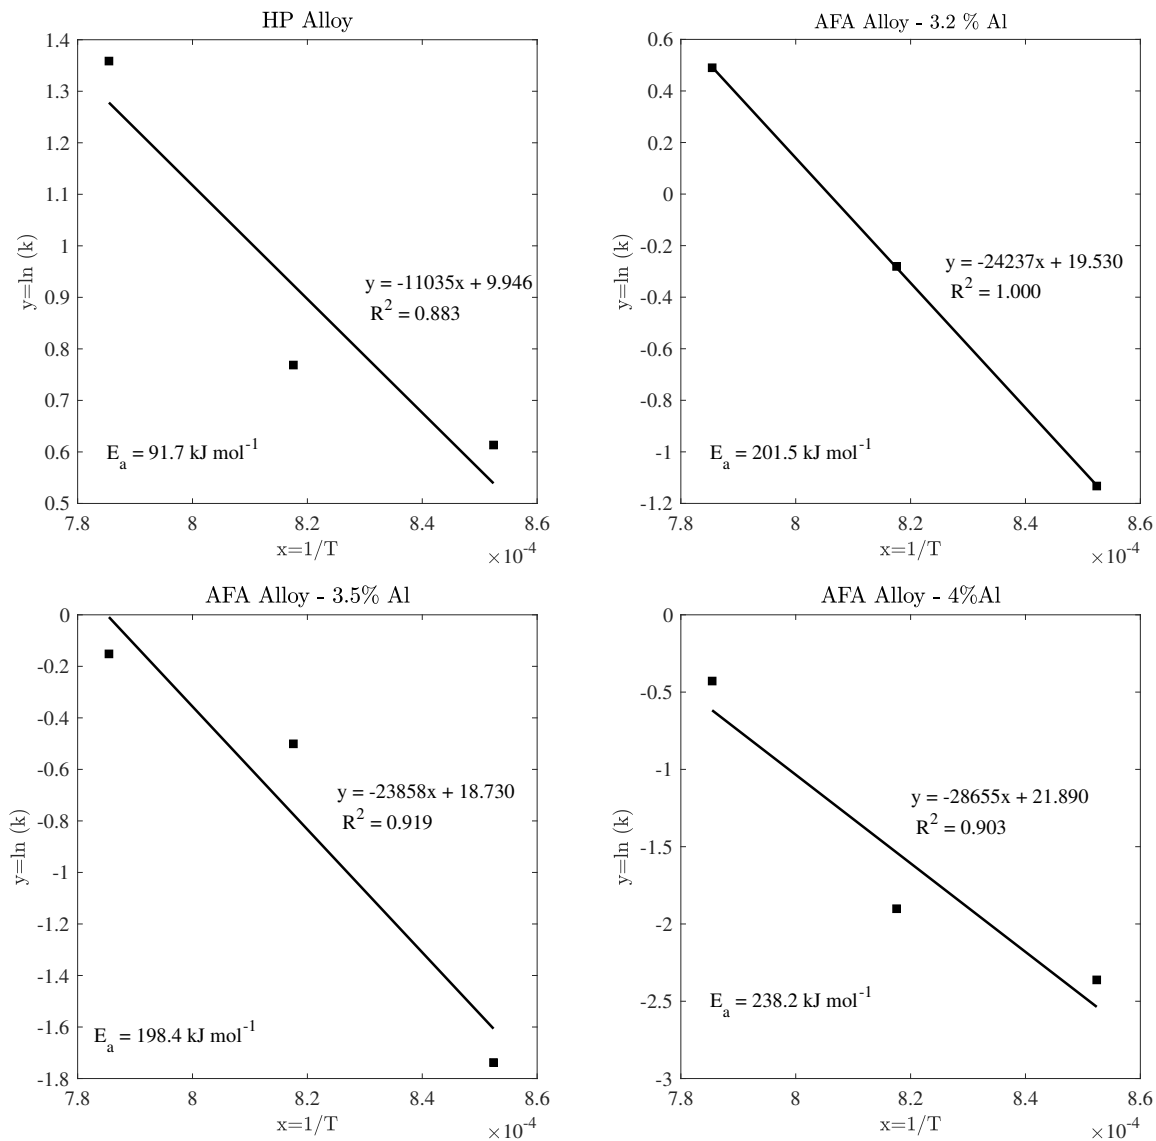 HP Alloy
1.4
1.3
1.2
1.1
1
0.9
0.8
0.7
0.6
0.5
y=ln (k)
y = -11035x + 9.946
R² = 0.883
Eₐ = 91.7 kJ mol⁻¹
7.8
8
8.2
8.4
8.6
x=1/T
×10⁻⁴
AFA Alloy - 3.2 % Al
0.6
0.4
0.2
0
-0.2
-0.4
-0.6
-0.8
-1
-1.2
y=ln (k)
y = -24237x + 19.530
R² = 1.000
Eₐ = 201.5 kJ mol⁻¹
7.8
8
8.2
8.4
8.6
x=1/T
×10⁻⁴
AFA Alloy - 3.5% Al
0
-0.2
-0.4
-0.6
-0.8
-1
-1.2
-1.4
-1.6
-1.8
y=ln (k)
y = -23858x + 18.730
R² = 0.919
Eₐ = 198.4 kJ mol⁻¹
7.8
8
8.2
8.4
8.6
x=1/T
×10⁻⁴
AFA Alloy - 4%Al
0
-0.5
-1
-1.5
-2
-2.5
-3
y=ln (k)
y = -28655x + 21.890
R² = 0.903
Eₐ = 238.2 kJ mol⁻¹
7.8
8
8.2
8.4
8.6
x=1/T
×10⁻⁴